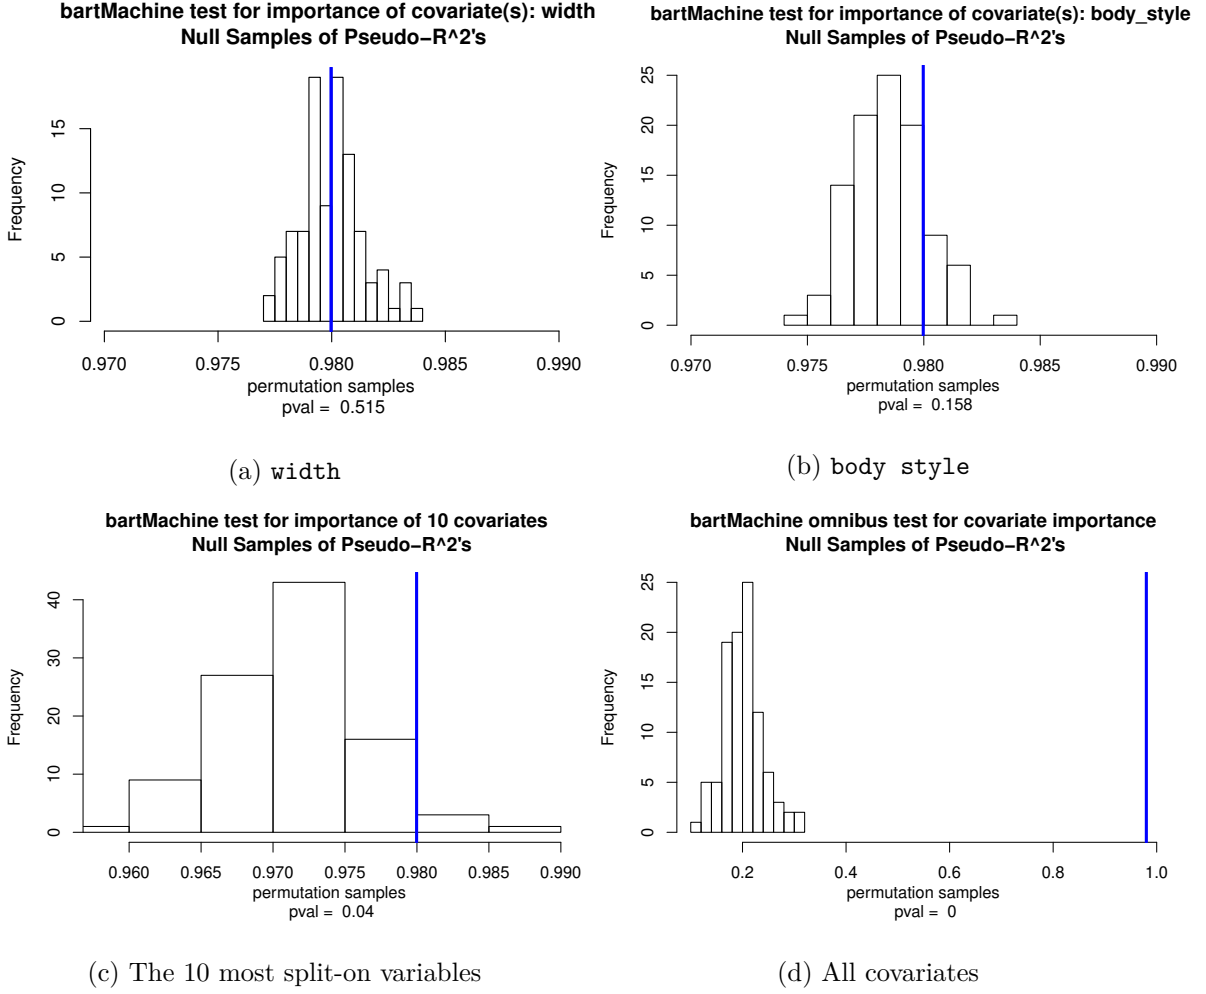 bartMachine test for importance of covariate(s): width
Null Samples of Pseudo−R^2's
Frequency
15
10
5
0
0.970 0.975 0.980 0.985 0.990
permutation samples
pval = 0.515
(a) width
bartMachine test for importance of covariate(s): body_style
Null Samples of Pseudo−R^2's
Frequency
25
20
15
10
5
0
0.970 0.975 0.980 0.985 0.990
permutation samples
pval = 0.158
(b) body style
bartMachine test for importance of 10 covariates
Null Samples of Pseudo−R^2's
Frequency
40
30
20
10
0
0.960 0.965 0.970 0.975 0.980 0.985 0.990
permutation samples
pval = 0.04
(c) The 10 most split-on variables
bartMachine omnibus test for covariate importance
Null Samples of Pseudo−R^2's
Frequency
25
20
15
10
5
0
0.2 0.4 0.6 0.8 1.0
permutation samples
pval = 0
(d) All covariates